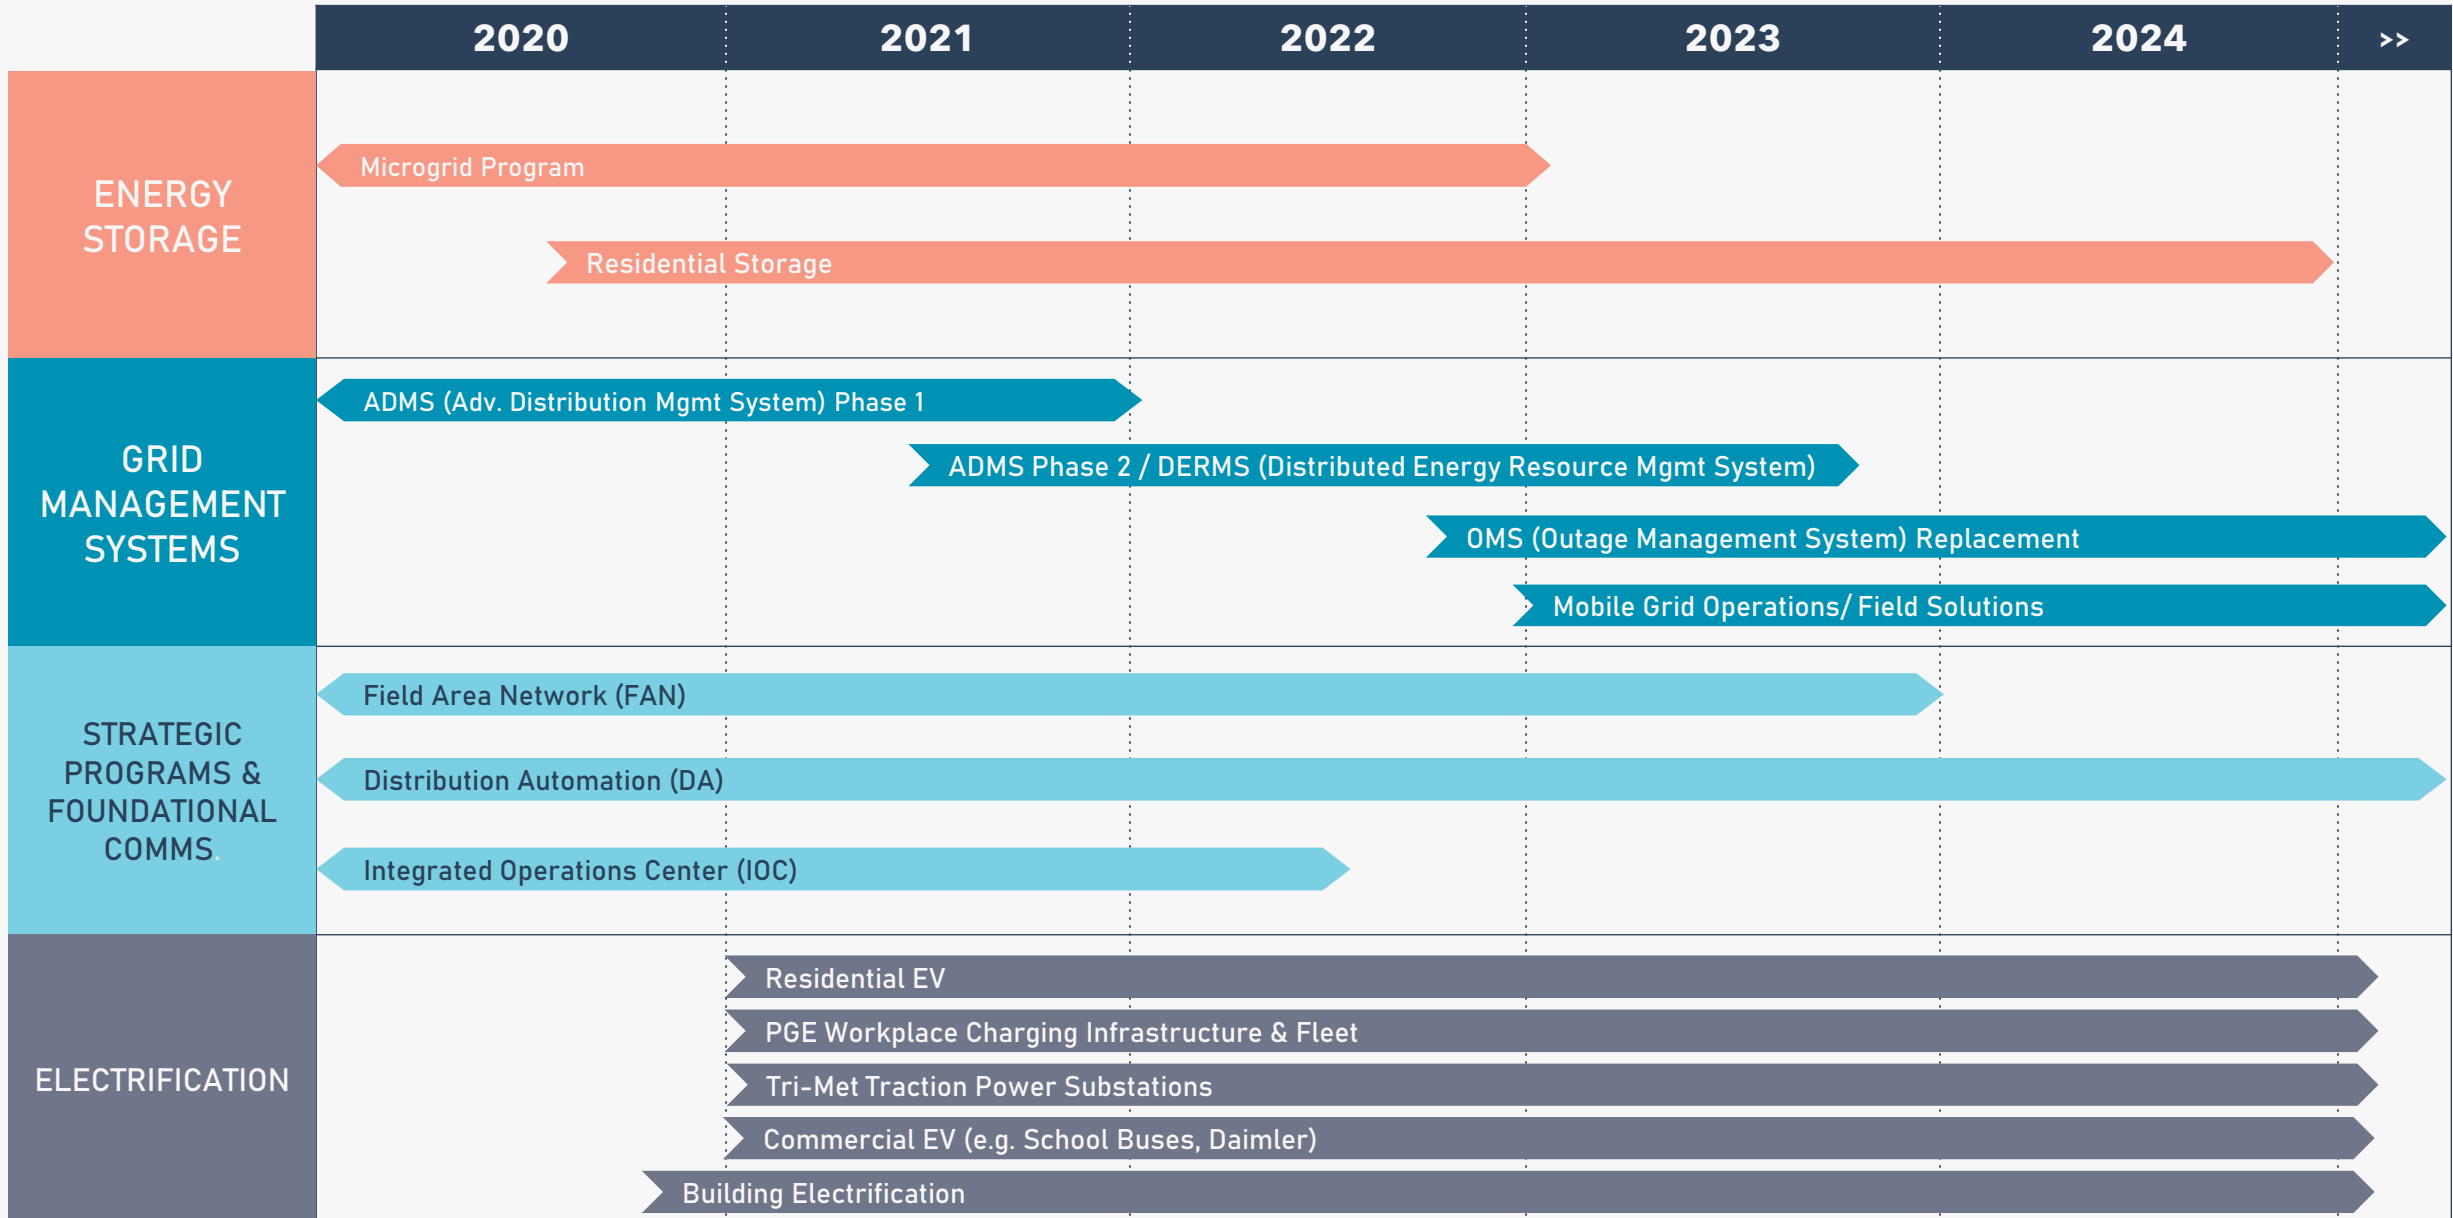 2020 2021 2022 2023 2024 >>
ENERGY
STORAGE
Microgrid Program
Residential Storage
GRID
MANAGEMENT
SYSTEMS
ADMS (Adv. Distribution Mgmt System) Phase 1
ADMS Phase 2 / DERMS (Distributed Energy Resource Mgmt System)
OMS (Outage Management System) Replacement
Mobile Grid Operations/ Field Solutions
STRATEGIC
PROGRAMS &
FOUNDATIONAL
COMMS.
Field Area Network (FAN)
Distribution Automation (DA)
Integrated Operations Center (IOC)
ELECTRIFICATION
Residential EV
PGE Workplace Charging Infrastructure & Fleet
Tri-Met Traction Power Substations
Commercial EV (e.g. School Buses, Daimler)
Building Electrification